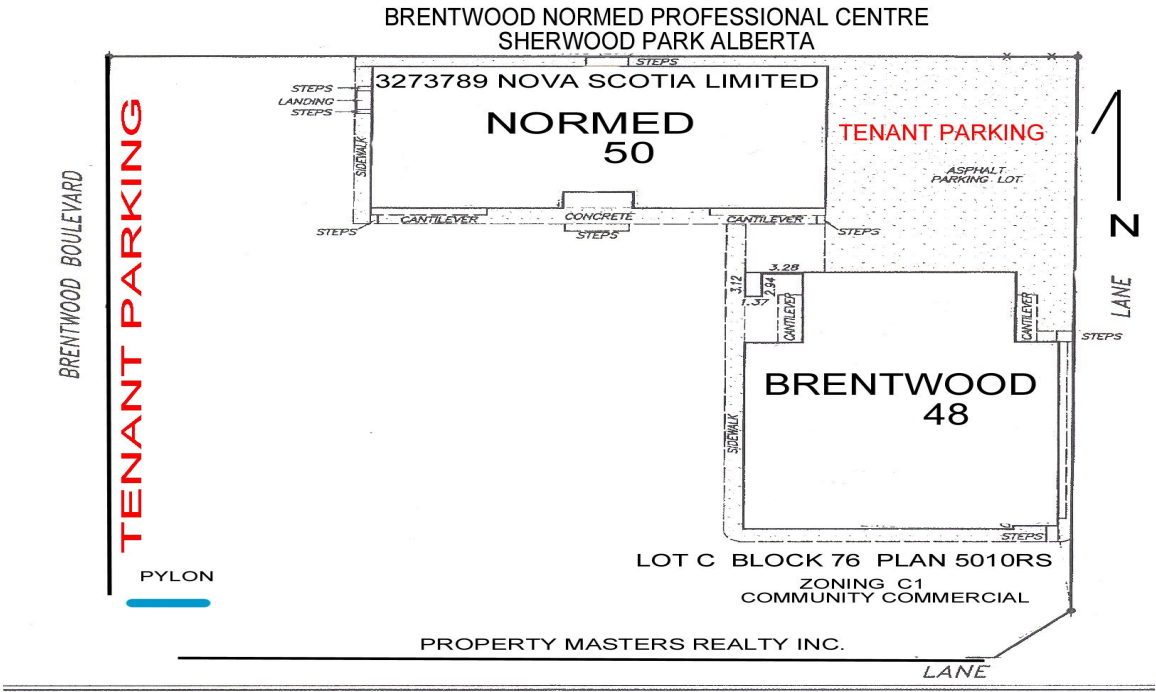 BRENTWOOD NORMED PROFESSIONAL CENTRE
SHERWOOD PARK ALBERTA
STEPS
3273789 NOVA SCOTIA LIMITED
STEPS
LANDING
STEPS
NORMED
50
TENANT PARKING
ASPHALT
PARKING LOT
SIDEWALK
BRENTWOOD BOULEVARD
TENANT PARKING
CANTILEVER
CONCRETE
CANTILEVER
STEPS
STEPS
STEPS
N
LANE
3.28
3.12
2.94
1.37
CANTILEVER
CANTILEVER
STEPS
BRENTWOOD
48
SIDEWALK
STEPS
LOT C BLOCK 76 PLAN 5010RS
ZONING C1
COMMUNITY COMMERCIAL
PYLON
PROPERTY MASTERS REALTY INC.
LANE